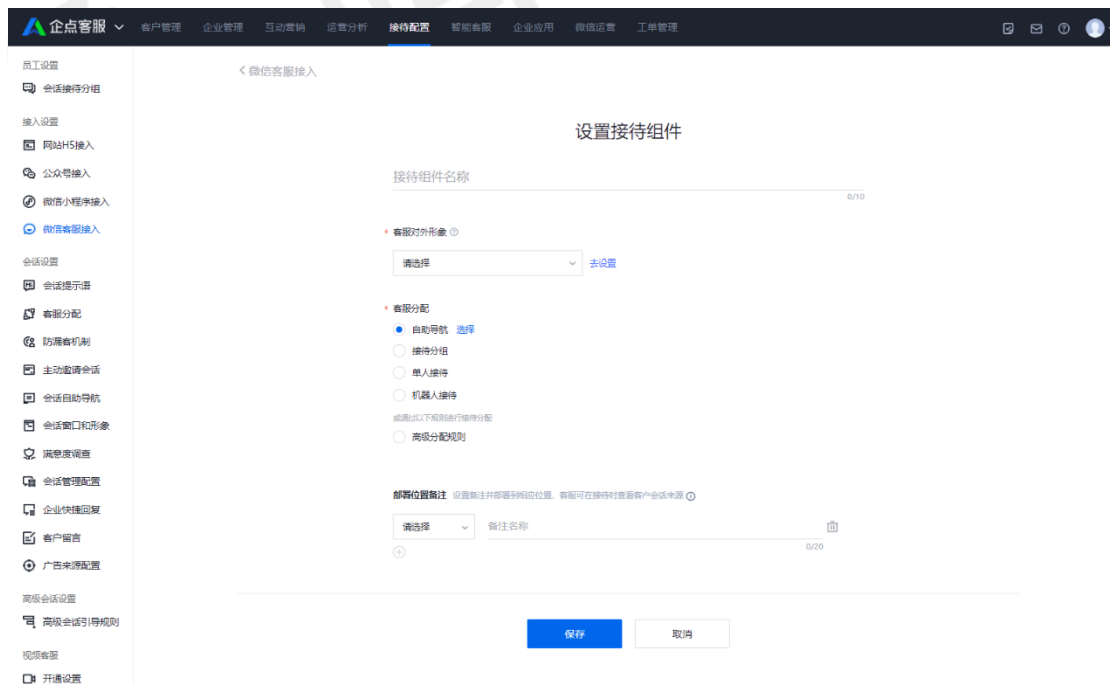 企点客服 客户管理 企业管理 互动营销 运营分析 接待配置 智能客服 企业应用 微信运营 工单管理
员工设置
会话接待分组
接入设置
网站H5接入
公众号接入
微信小程序接入
微信客服接入
会话设置
会话提示语
客服分配
防漏客机制
主动邀请会话
会话自助导航
会话窗口和形象
满意度调查
会话管理配置
企业快捷回复
客户留言
广告来源配置
高级会话设置
高级会话引导规则
视频客服
开通设置
微信客服接入
设置接待组件
接待组件名称
0/10
* 客服对外形象
请选择 去设置
* 客服分配
自助导航 选择
接待分组
单人接待
机器人接待
或通过以下规则进行接待分配
高级分配规则
部署位置备注 设置备注并部署到相应位置，客服可在接待时查看客户会话来源
请选择 备注名称
0/20
保存 取消